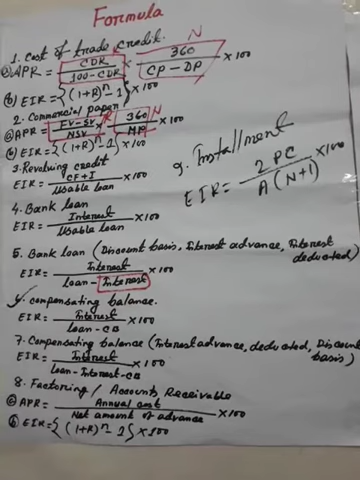 Formula
1. Cost of trade credit. N
(a) APR = CDR / 100-CDR × 360 / CP-DP × 100
(b) EIR = {(1+R)^n - 1} × 100
2. Commercial paper N
(a) APR = FV-SV / NSV × 360 / MP × 100
(b) EIR = {(1+R)^n - 1} × 100
3. Revolving credit
EIR = CF+I / Usable loan × 100
4. Bank loan
EIR = Interest / Usable loan × 100
5. Bank loan (Discount basis, Interest advance, Interest deducted)
EIR = Interest / loan - Interest × 100
compensating balance.
EIR = Interest / loan-CB × 100
7. Compensating balance (Interest advance, deducted, Discount basis)
EIR = Interest / Loan-Interest-CB × 100
8. Factoring / Accounts Receivable
(a) APR = Annual cost / Net amount of advance × 100
(b) EIR = {(1+R)^n - 1} × 100
9. Installment
EIR = 2PC / A(N+1) × 100